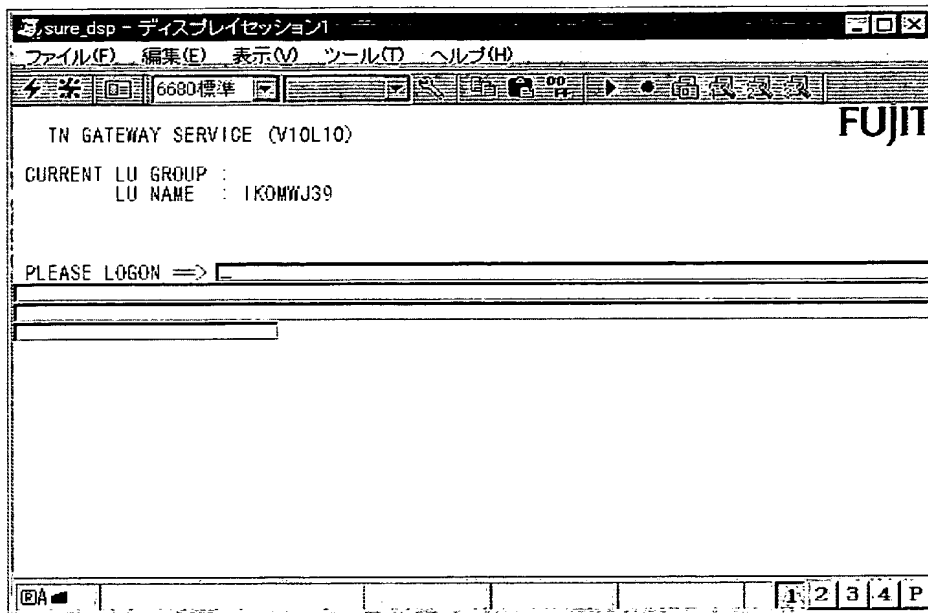 sure_dsp - ディスプレイセッション1
ファイル(F) 編集(E) 表示(V) ツール(T) ヘルプ(H)
6680標準
FUJIT
TN GATEWAY SERVICE (V10L10)
CURRENT LU GROUP :
LU NAME : IKOMWJ39
PLEASE LOGON ==> _
1 2 3 4 P